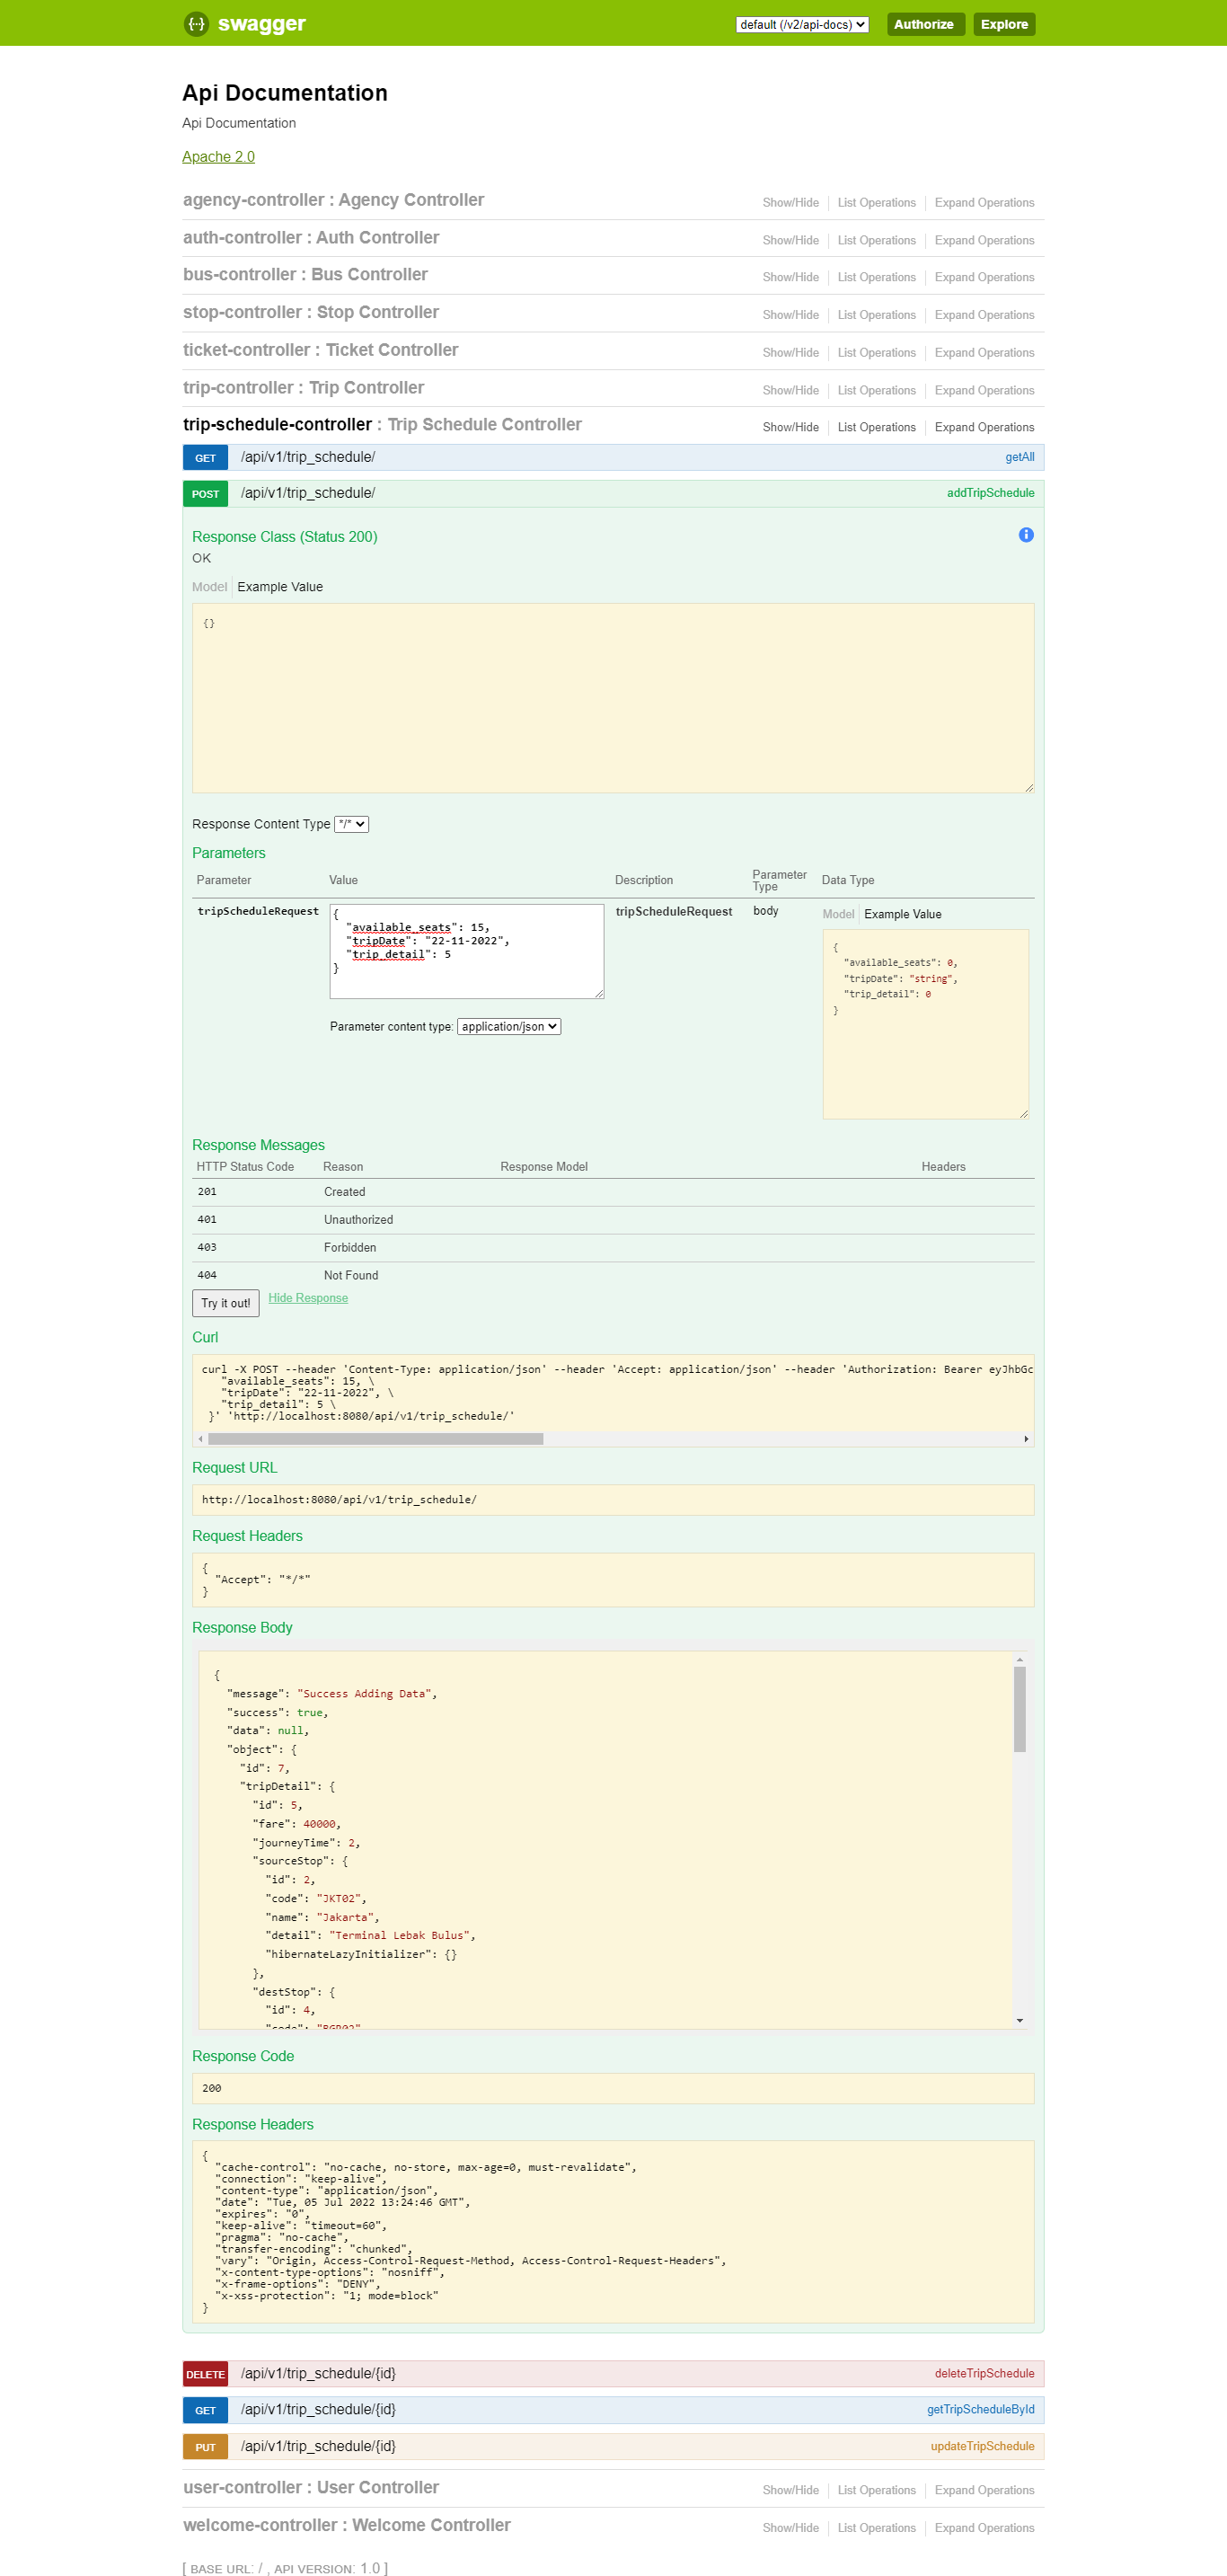 swagger
default (/v2/api-docs)
Authorize
Explore
Api Documentation
Api Documentation
Apache 2.0
agency-controller : Agency Controller
Show/Hide
List Operations
Expand Operations
auth-controller : Auth Controller
Show/Hide
List Operations
Expand Operations
bus-controller : Bus Controller
Show/Hide
List Operations
Expand Operations
stop-controller : Stop Controller
Show/Hide
List Operations
Expand Operations
ticket-controller : Ticket Controller
Show/Hide
List Operations
Expand Operations
trip-controller : Trip Controller
Show/Hide
List Operations
Expand Operations
trip-schedule-controller : Trip Schedule Controller
Show/Hide
List Operations
Expand Operations
GET /api/v1/trip_schedule/ getAll
POST /api/v1/trip_schedule/ addTripSchedule
Response Class (Status 200)
OK
Model Example Value
{}
Response Content Type */*
Parameters
Parameter Value Description Parameter Type Data Type
tripScheduleRequest
{
  "available_seats": 15,
  "tripDate": "22-11-2022",
  "trip_detail": 5
}
Parameter content type: application/json
tripScheduleRequest
body
Model Example Value
{
  "available_seats": 0,
  "tripDate": "string",
  "trip_detail": 0
}
Response Messages
HTTP Status Code Reason Response Model Headers
201 Created
401 Unauthorized
403 Forbidden
404 Not Found
Try it out! Hide Response
Curl
curl -X POST --header 'Content-Type: application/json' --header 'Accept: application/json' --header 'Authorization: Bearer eyJhbGc
   "available_seats": 15, \
   "tripDate": "22-11-2022", \
   "trip_detail": 5 \
 }' 'http://localhost:8080/api/v1/trip_schedule/'
Request URL
http://localhost:8080/api/v1/trip_schedule/
Request Headers
{
  "Accept": "*/*"
}
Response Body
{
  "message": "Success Adding Data",
  "success": true,
  "data": null,
  "object": {
    "id": 7,
    "tripDetail": {
      "id": 5,
      "fare": 40000,
      "journeyTime": 2,
      "sourceStop": {
        "id": 2,
        "code": "JKT02",
        "name": "Jakarta",
        "detail": "Terminal Lebak Bulus",
        "hibernateLazyInitializer": {}
      },
      "destStop": {
        "id": 4,
        "code": "BGR02"
Response Code
200
Response Headers
{
  "cache-control": "no-cache, no-store, max-age=0, must-revalidate",
  "connection": "keep-alive",
  "content-type": "application/json",
  "date": "Tue, 05 Jul 2022 13:24:46 GMT",
  "expires": "0",
  "keep-alive": "timeout=60",
  "pragma": "no-cache",
  "transfer-encoding": "chunked",
  "vary": "Origin, Access-Control-Request-Method, Access-Control-Request-Headers",
  "x-content-type-options": "nosniff",
  "x-frame-options": "DENY",
  "x-xss-protection": "1; mode=block"
}
DELETE /api/v1/trip_schedule/{id} deleteTripSchedule
GET /api/v1/trip_schedule/{id} getTripScheduleById
PUT /api/v1/trip_schedule/{id} updateTripSchedule
user-controller : User Controller
Show/Hide
List Operations
Expand Operations
welcome-controller : Welcome Controller
Show/Hide
List Operations
Expand Operations
[ BASE URL: / , API VERSION: 1.0 ]